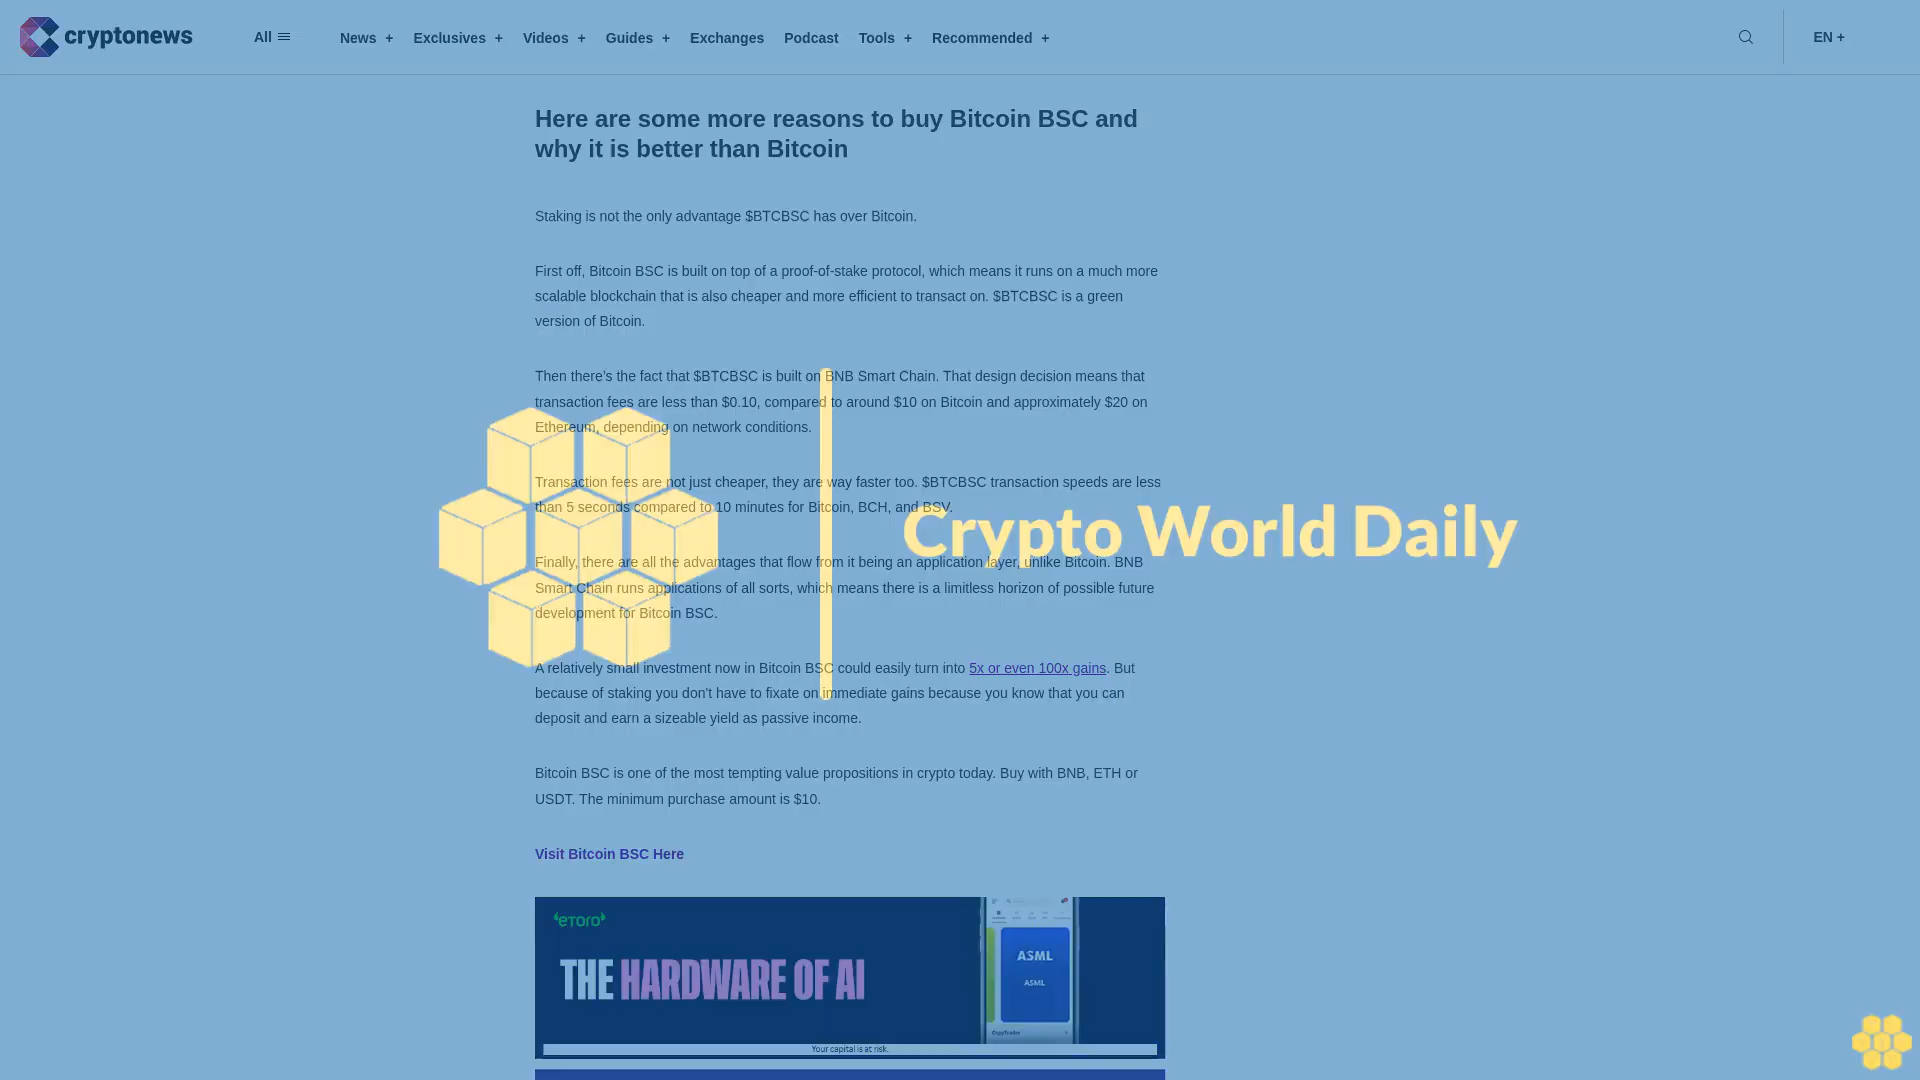 cryptonews
All
News + Exclusives + Videos + Guides + Exchanges Podcast Tools + Recommended +
EN +
Here are some more reasons to buy Bitcoin BSC and
why it is better than Bitcoin
Staking is not the only advantage $BTCBSC has over Bitcoin.
First off, Bitcoin BSC is built on top of a proof-of-stake protocol, which means it runs on a much more
scalable blockchain that is also cheaper and more efficient to transact on. $BTCBSC is a green
version of Bitcoin.
Then there’s the fact that $BTCBSC is built on BNB Smart Chain. That design decision means that
transaction fees are less than $0.10, compared to around $10 on Bitcoin and approximately $20 on
Ethereum, depending on network conditions.
Transaction fees are not just cheaper, they are way faster too. $BTCBSC transaction speeds are less
than 5 seconds compared to 10 minutes for Bitcoin, BCH, and BSV.
Crypto World Daily
Finally, there are all the advantages that flow from it being an application layer, unlike Bitcoin. BNB
Smart Chain runs applications of all sorts, which means there is a limitless horizon of possible future
development for Bitcoin BSC.
A relatively small investment now in Bitcoin BSC could easily turn into 5x or even 100x gains. But
because of staking you don’t have to fixate on immediate gains because you know that you can
deposit and earn a sizeable yield as passive income.
Bitcoin BSC is one of the most tempting value propositions in crypto today. Buy with BNB, ETH or
USDT. The minimum purchase amount is $10.
Visit Bitcoin BSC Here
eToro
THE HARDWARE OF AI
ASML
ASML
CopyTrader
Your capital is at risk.